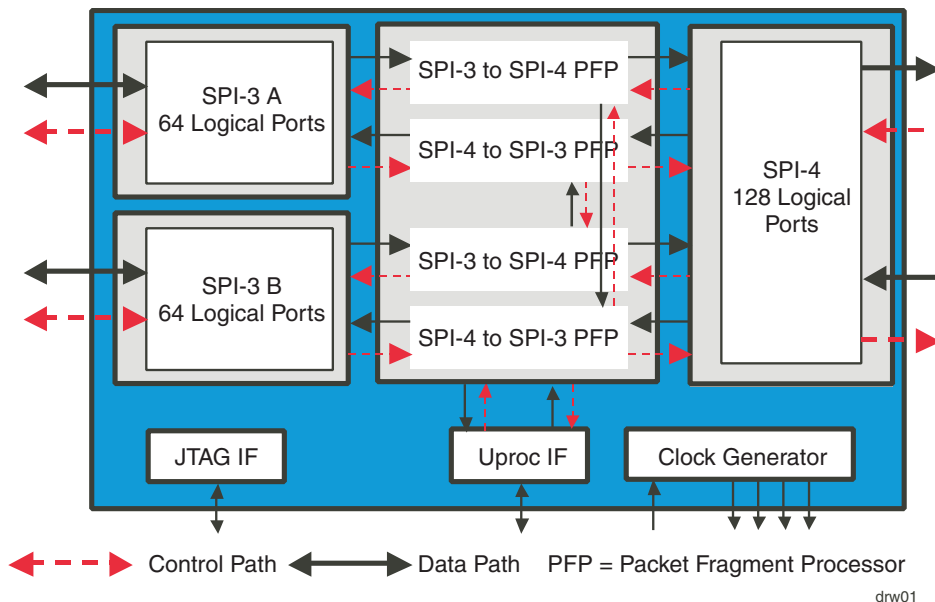 SPI-3 A
64 Logical Ports
SPI-3 to SPI-4 PFP
SPI-4 to SPI-3 PFP
SPI-3 B
64 Logical Ports
SPI-3 to SPI-4 PFP
SPI-4 to SPI-3 PFP
SPI-4
128 Logical
Ports
JTAG IF
Uproc IF
Clock Generator
Control Path
Data Path
PFP = Packet Fragment Processor
drw01